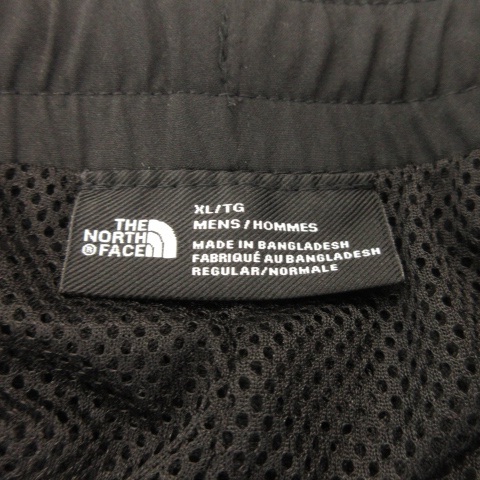 THE
NORTH
®FACE
XL/TG
MENS/HOMMES
MADE IN BANGLADESH
FABRIQUÉ AU BANGLADESH
REGULAR/NORMALE